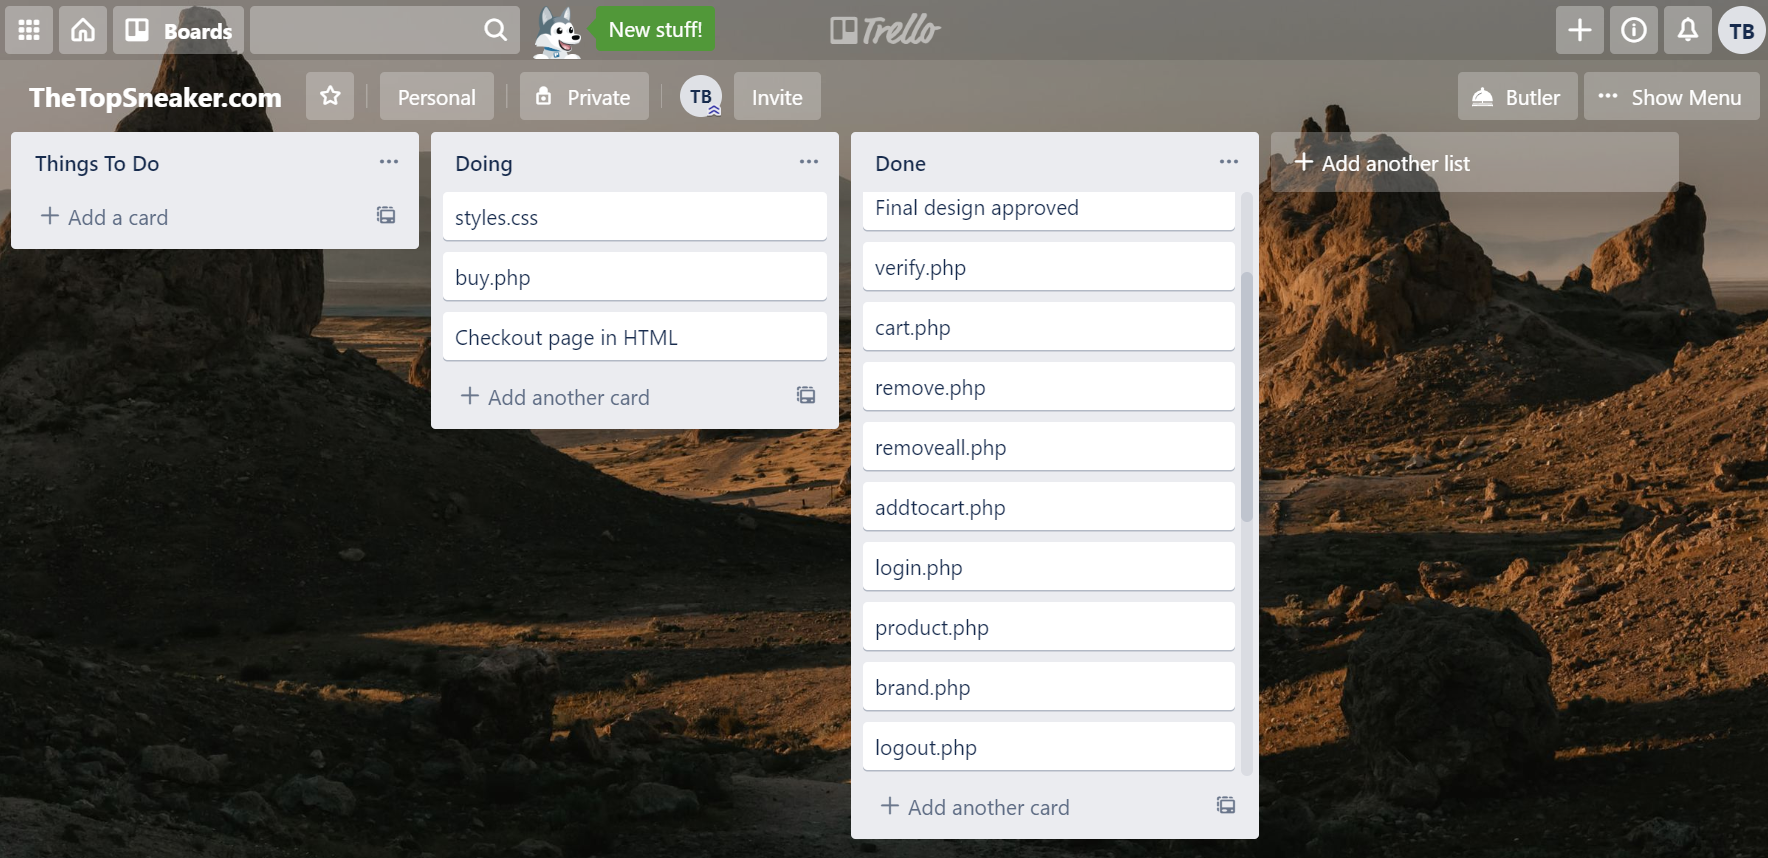 Boards
New stuff!
Trello
TB
TheTopSneaker.com
Personal
Private
TB
Invite
Butler
Show Menu
Things To Do
Add a card
Doing
styles.css
buy.php
Checkout page in HTML
Add another card
Done
Final design approved
verify.php
cart.php
remove.php
removeall.php
addtocart.php
login.php
product.php
brand.php
logout.php
Add another card
Add another list